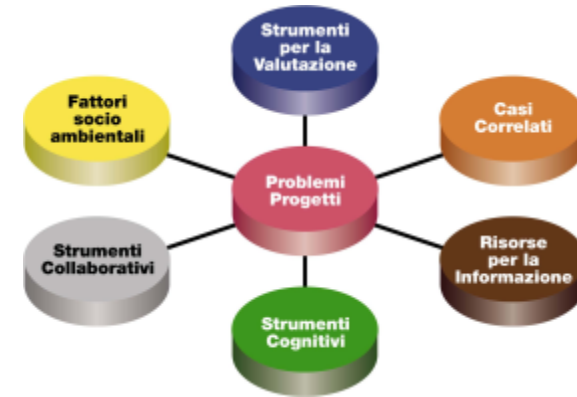 Strumenti
per la
Valutazione
Fattori
socio
ambientali
Casi
Correlati
Problemi
Progetti
Strumenti
Collaborativi
Risorse
per la
Informazione
Strumenti
Cognitivi